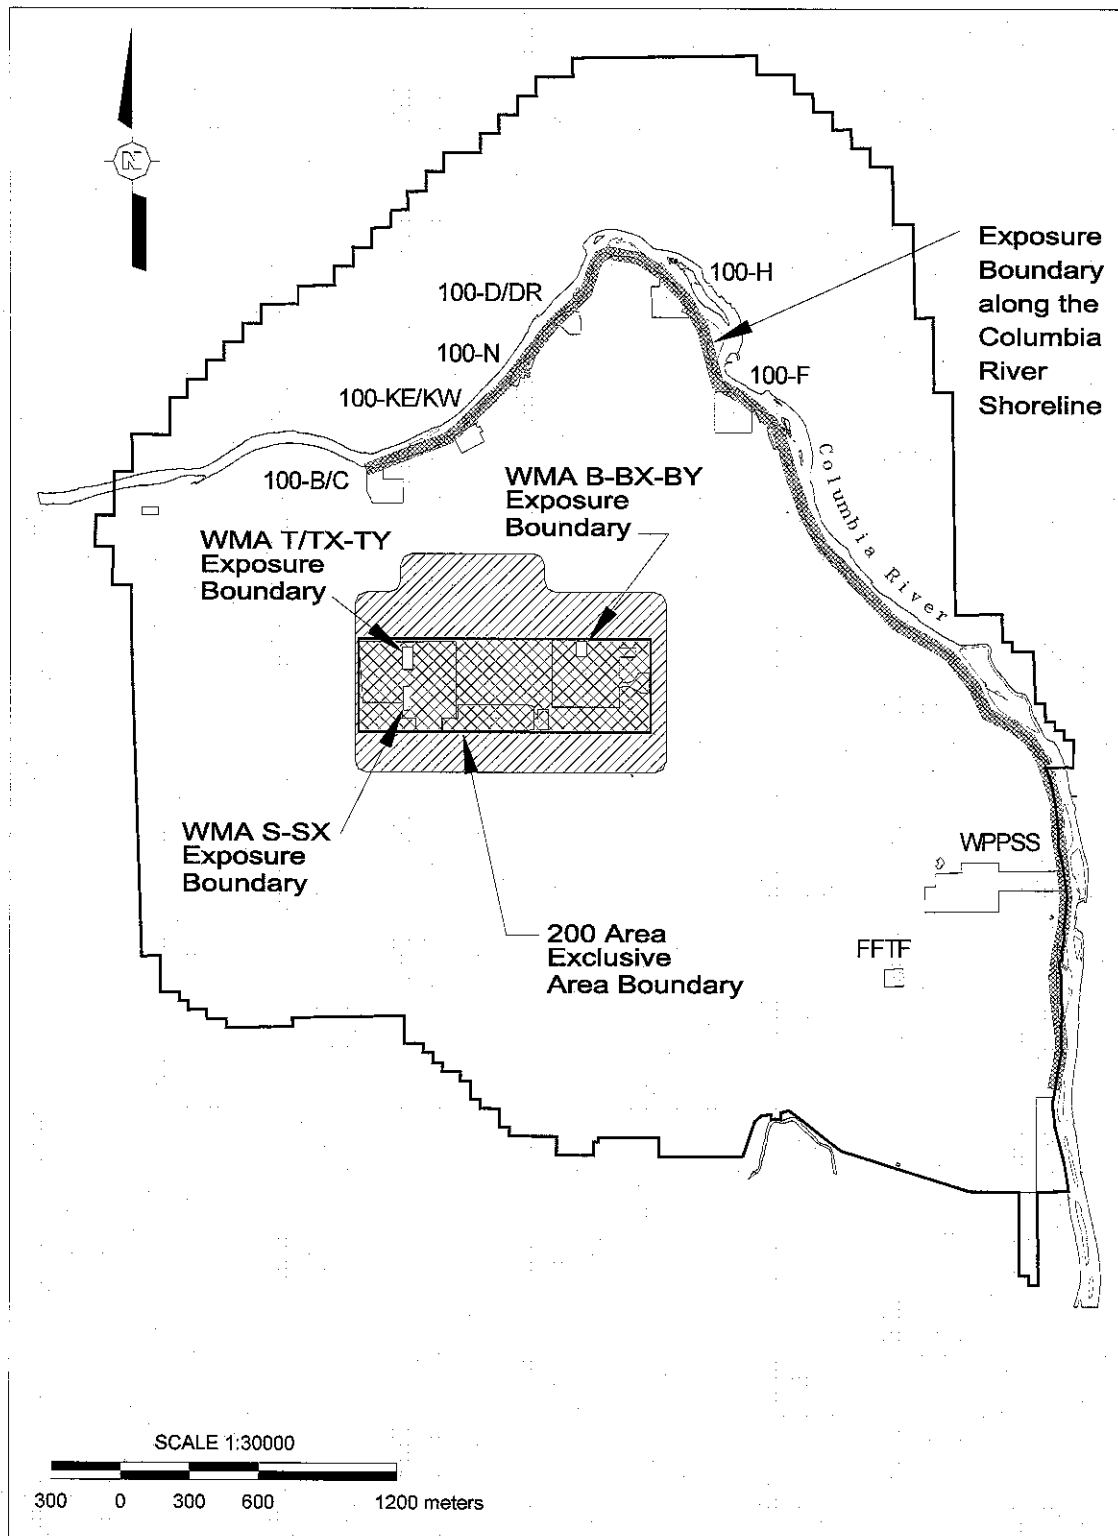 N
Exposure
Boundary
along the
Columbia
River
Shoreline
100-H
100-D/DR
100-N
100-F
100-KE/KW
100-B/C
Columbia River
WMA B-BX-BY
Exposure
Boundary
WMA T/TX-TY
Exposure
Boundary
WMA S-SX
Exposure
Boundary
WPPSS
200 Area
Exclusive
Area Boundary
FFTF
SCALE 1:30000
300 0 300 600 1200 meters